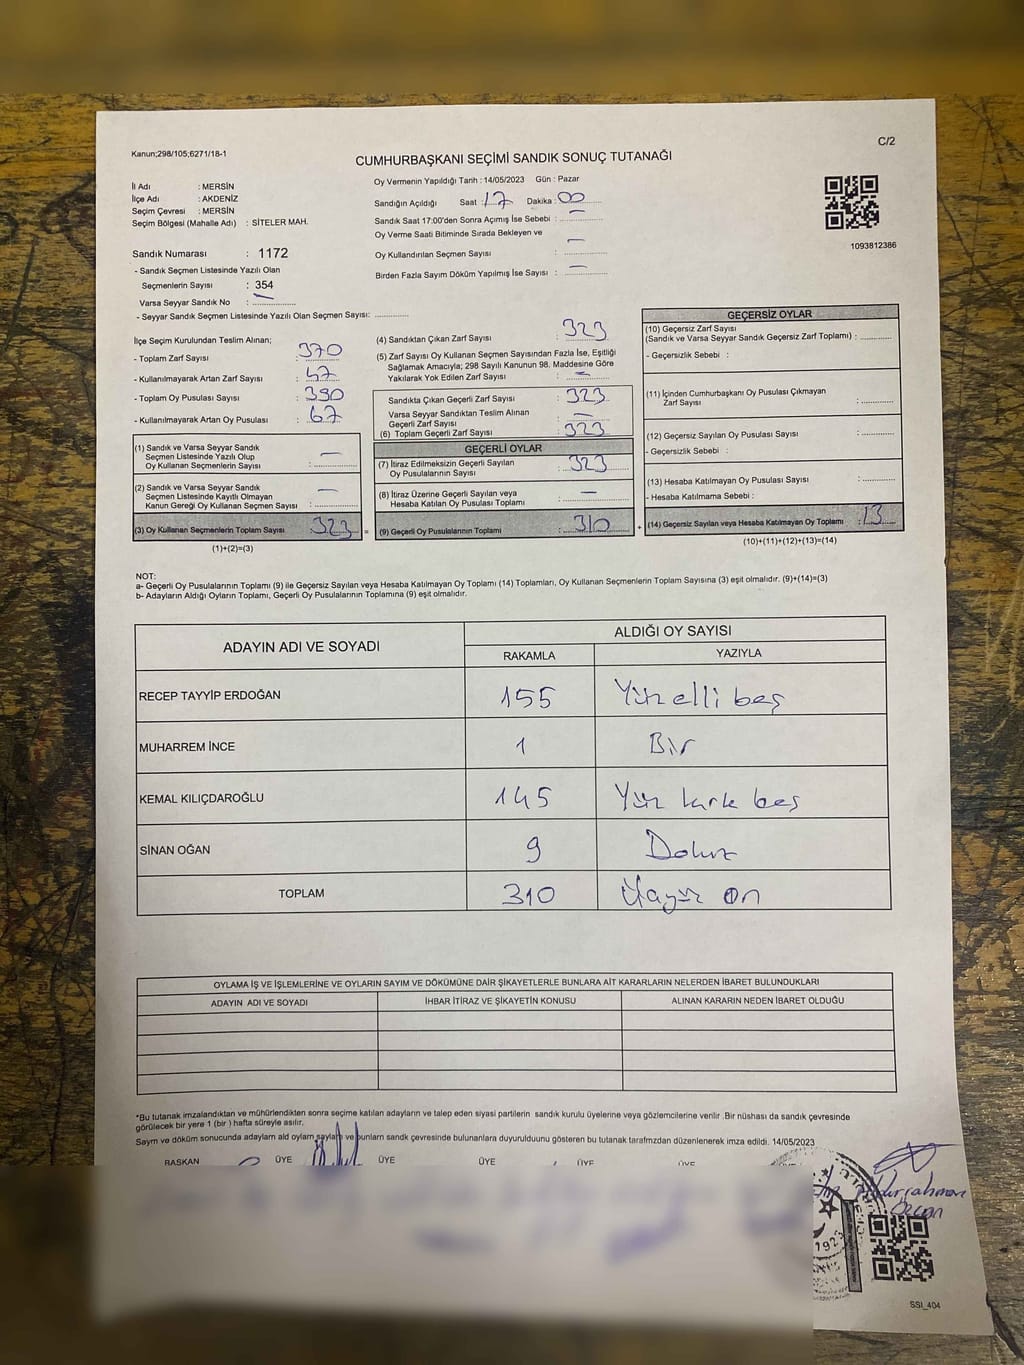 Kanun;298/105;6271/18-1
C/2
CUMHURBAŞKANI SEÇİMİ SANDIK SONUÇ TUTANAĞI
İl Adı : MERSİN
İlçe Adı : AKDENİZ
Seçim Çevresi : MERSİN
Seçim Bölgesi (Mahalle Adı) : SİTELER MAH.
Sandık Numarası : 1172
- Sandık Seçmen Listesinde Yazılı Olan
Seçmenlerin Sayısı : 354
Varsa Seyyar Sandık No : —
- Seyyar Sandık Seçmen Listesinde Yazılı Olan Seçmen Sayısı:
Oy Vermenin Yapıldığı Tarih : 14/05/2023 Gün : Pazar
Sandığın Açıldığı Saat : 17 Dakika : 00
Sandık Saat 17:00'den Sonra Açımış İse Sebebi : —
Oy Verme Saati Bitiminde Sırada Bekleyen ve
Oy Kullandırılan Seçmen Sayısı : —
Birden Fazla Sayım Döküm Yapılmış İse Sayısı : —
1093812386
İlçe Seçim Kurulundan Teslim Alınan;
- Toplam Zarf Sayısı : 370
- Kullanılmayarak Artan Zarf Sayısı : 47
- Toplam Oy Pusulası Sayısı : 390
- Kullanılmayarak Artan Oy Pusulası : 67
(1) Sandık ve Varsa Seyyar Sandık
Seçmen Listesinde Yazılı Olup
Oy Kullanan Seçmenlerin Sayısı : —
(2) Sandık ve Varsa Seyyar Sandık
Seçmen Listesinde Kayıtlı Olmayan
Kanun Gereği Oy Kullanan Seçmen Sayısı : —
(3) Oy Kullanan Seçmenlerin Toplam Sayısı : 323 =
(1)+(2)=(3)
(4) Sandıktan Çıkan Zarf Sayısı : 323
(5) Zarf Sayısı Oy Kullanan Seçmen Sayısından Fazla İse, Eşitliği
Sağlamak Amacıyla; 298 Sayılı Kanunun 98. Maddesine Göre
Yakılarak Yok Edilen Zarf Sayısı : —
Sandıkta Çıkan Geçerli Zarf Sayısı : 323
Varsa Seyyar Sandıktan Teslim Alınan
Geçerli Zarf Sayısı : —
(6) Toplam Geçerli Zarf Sayısı : 323
GEÇERLİ OYLAR
(7) İtiraz Edilmeksizin Geçerli Sayılan
Oy Pusulalarının Sayısı : 323
(8) İtiraz Üzerine Geçerli Sayılan veya
Hesaba Katılan Oy Pusulası Toplamı : —
(9) Geçerli Oy Pusulalarının Toplamı : 310 +
GEÇERSİZ OYLAR
(10) Geçersiz Zarf Sayısı
(Sandık ve Varsa Seyyar Sandık Geçersiz Zarf Toplamı) :
- Geçersizlik Sebebi :
(11) İçinden Cumhurbaşkanı Oy Pusulası Çıkmayan
Zarf Sayısı :
(12) Geçersiz Sayılan Oy Pusulası Sayısı :
- Geçersizlik Sebebi :
(13) Hesaba Katılmayan Oy Pusulası Sayısı :
- Hesaba Katılmama Sebebi :
(14) Geçersiz Sayılan veya Hesaba Katılmayan Oy Toplamı : 13
(10)+(11)+(12)+(13)=(14)
NOT:
a- Geçerli Oy Pusulalarının Toplamı (9) ile Geçersiz Sayılan veya Hesaba Katılmayan Oy Toplamı (14) Toplamları, Oy Kullanan Seçmenlerin Toplam Sayısına (3) eşit olmalıdır. (9)+(14)=(3)
b- Adayların Aldığı Oyların Toplamı, Geçerli Oy Pusulalarının Toplamına (9) eşit olmalıdır.
ADAYIN ADI VE SOYADI
ALDIĞI OY SAYISI
RAKAMLA YAZIYLA
RECEP TAYYİP ERDOĞAN 155 Yüz elli beş
MUHARREM İNCE 1 Bir
KEMAL KILIÇDAROĞLU 145 Yüz kırk beş
SİNAN OĞAN 9 Dokuz
TOPLAM 310 Üçyüz on
OYLAMA İŞ VE İŞLEMLERİNE VE OYLARIN SAYIM VE DÖKÜMÜNE DAİR ŞİKAYETLERLE BUNLARA AİT KARARLARIN NELERDEN İBARET BULUNDUKLARI
ADAYIN ADI VE SOYADI İHBAR İTİRAZ VE ŞİKAYETİN KONUSU ALINAN KARARIN NEDEN İBARET OLDUĞU
*Bu tutanak imzalandıktan ve mühürlendikten sonra seçime katılan adayların ve talep eden siyasi partilerin sandık kurulu üyelerine veya gözlemcilerine verilir .Bir nüshası da sandık çevresinde
görülecek bir yere 1 (bir ) hafta süreyle asılır.
Sayım ve döküm sonucunda adayların ald oyların sayıları ve bunların sandk çevresinde bulunanlara duyurulduunu gösteren bu tutanak tarafmzdan düzenlenerek imza edildi. 14/05/2023
BAŞKAN ÜYE ÜYE ÜYE ÜYE ÜYE
Abdurrahman
Özcan
SSI_404